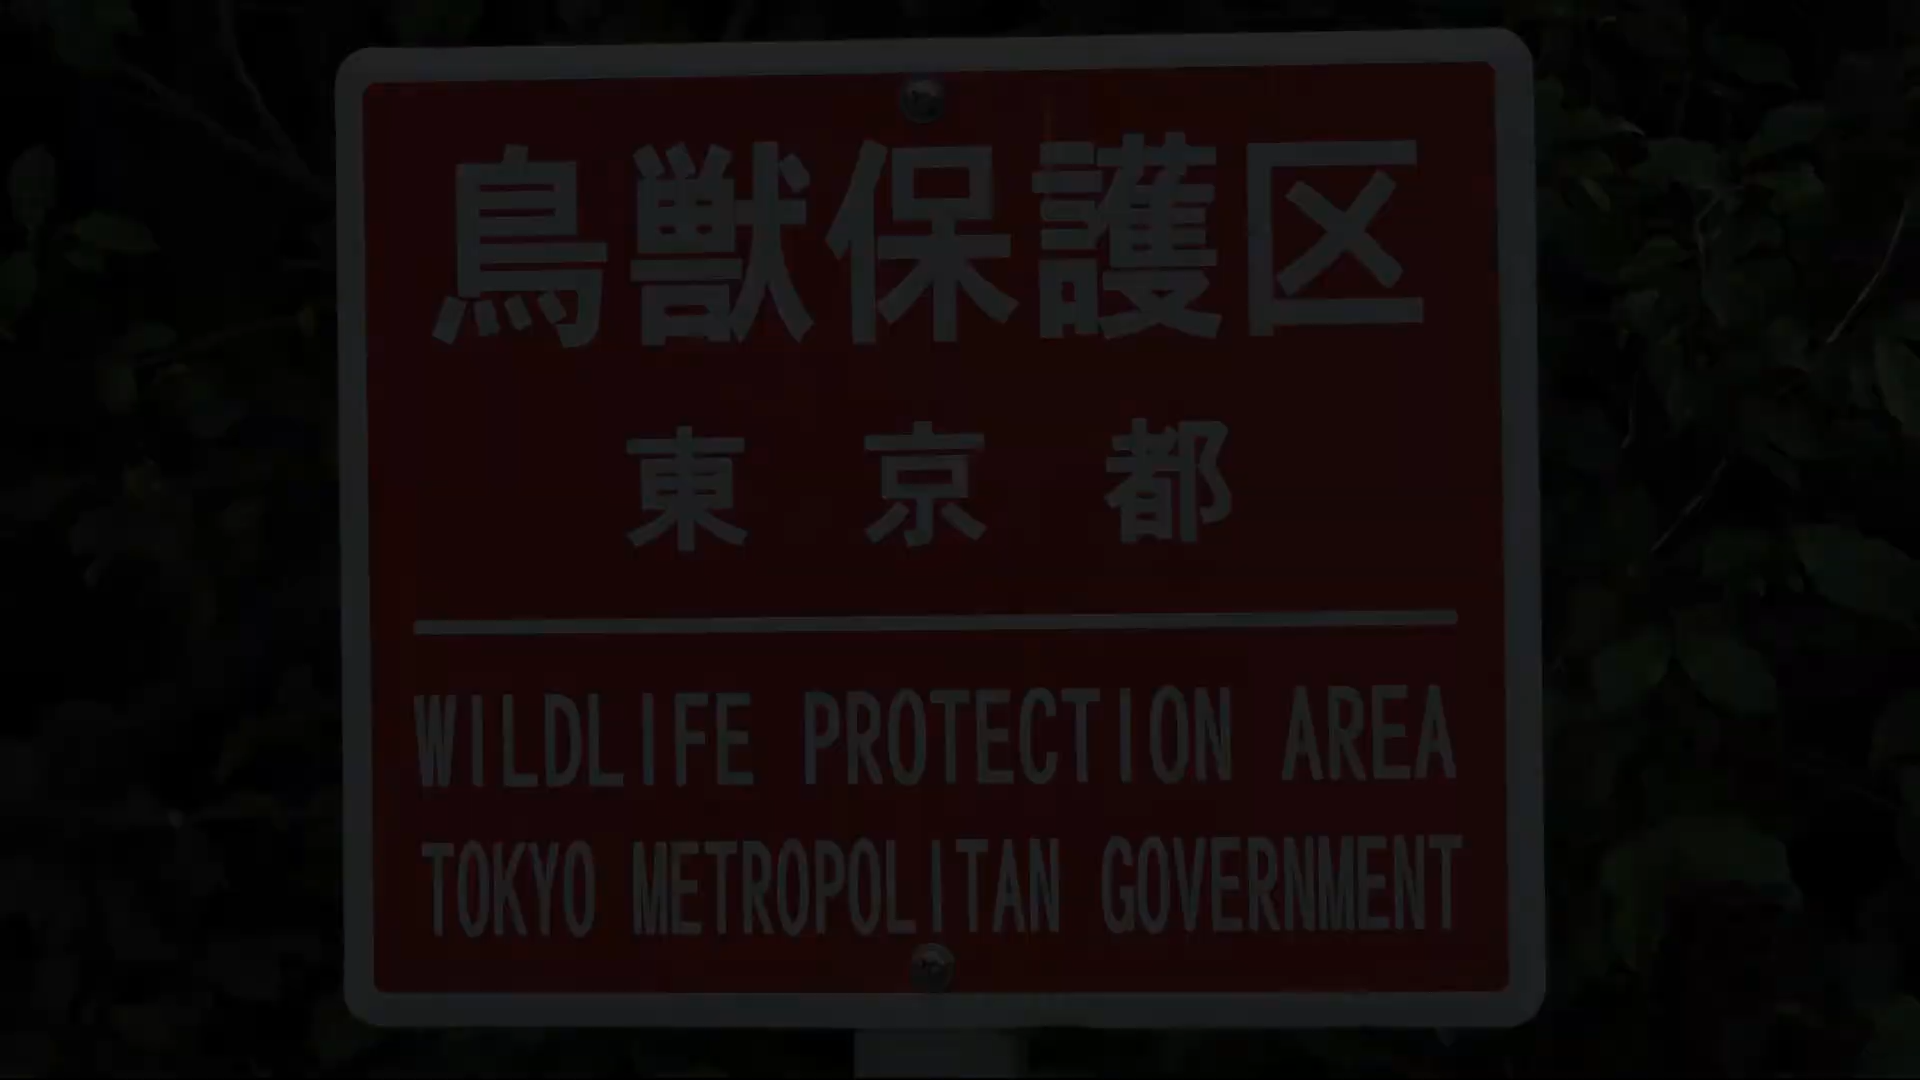 鳥獣保護区
東京都
WILDLIFE PROTECTION AREA
TOKYO METROPOLITAN GOVERNMENT